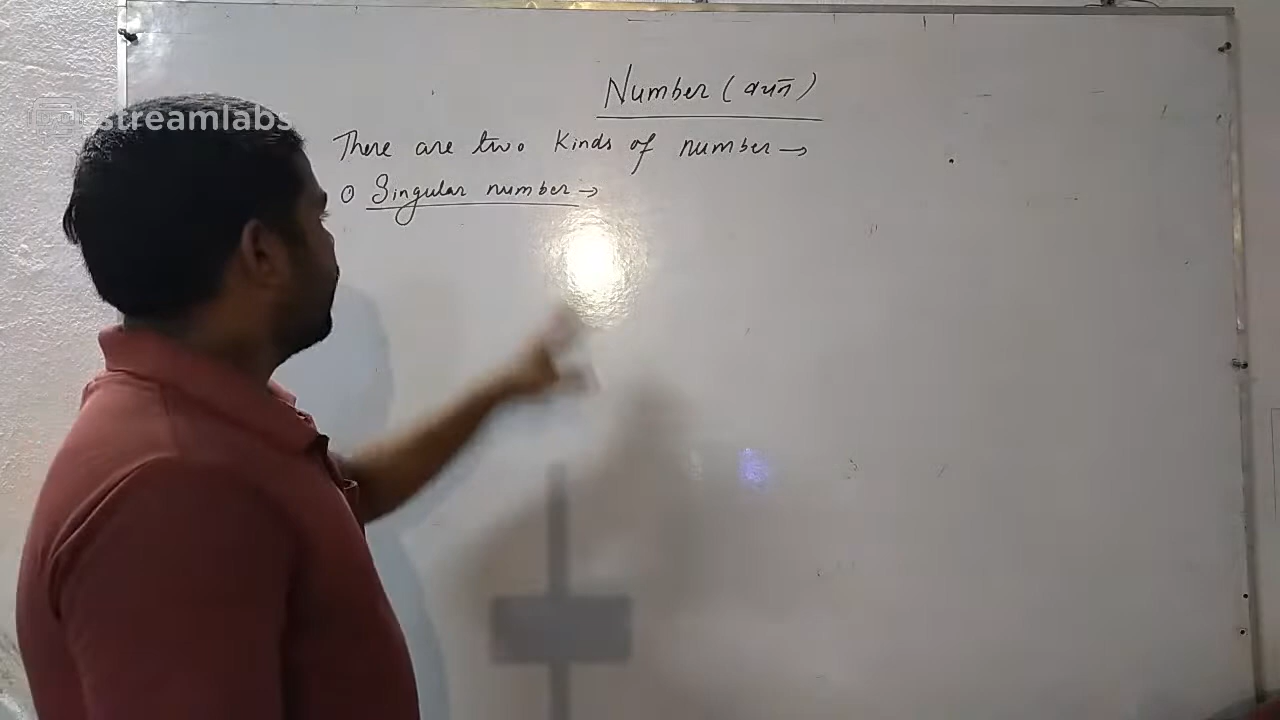 streamlabs
Number (वचन)
There are two kinds of number →
① Singular number →